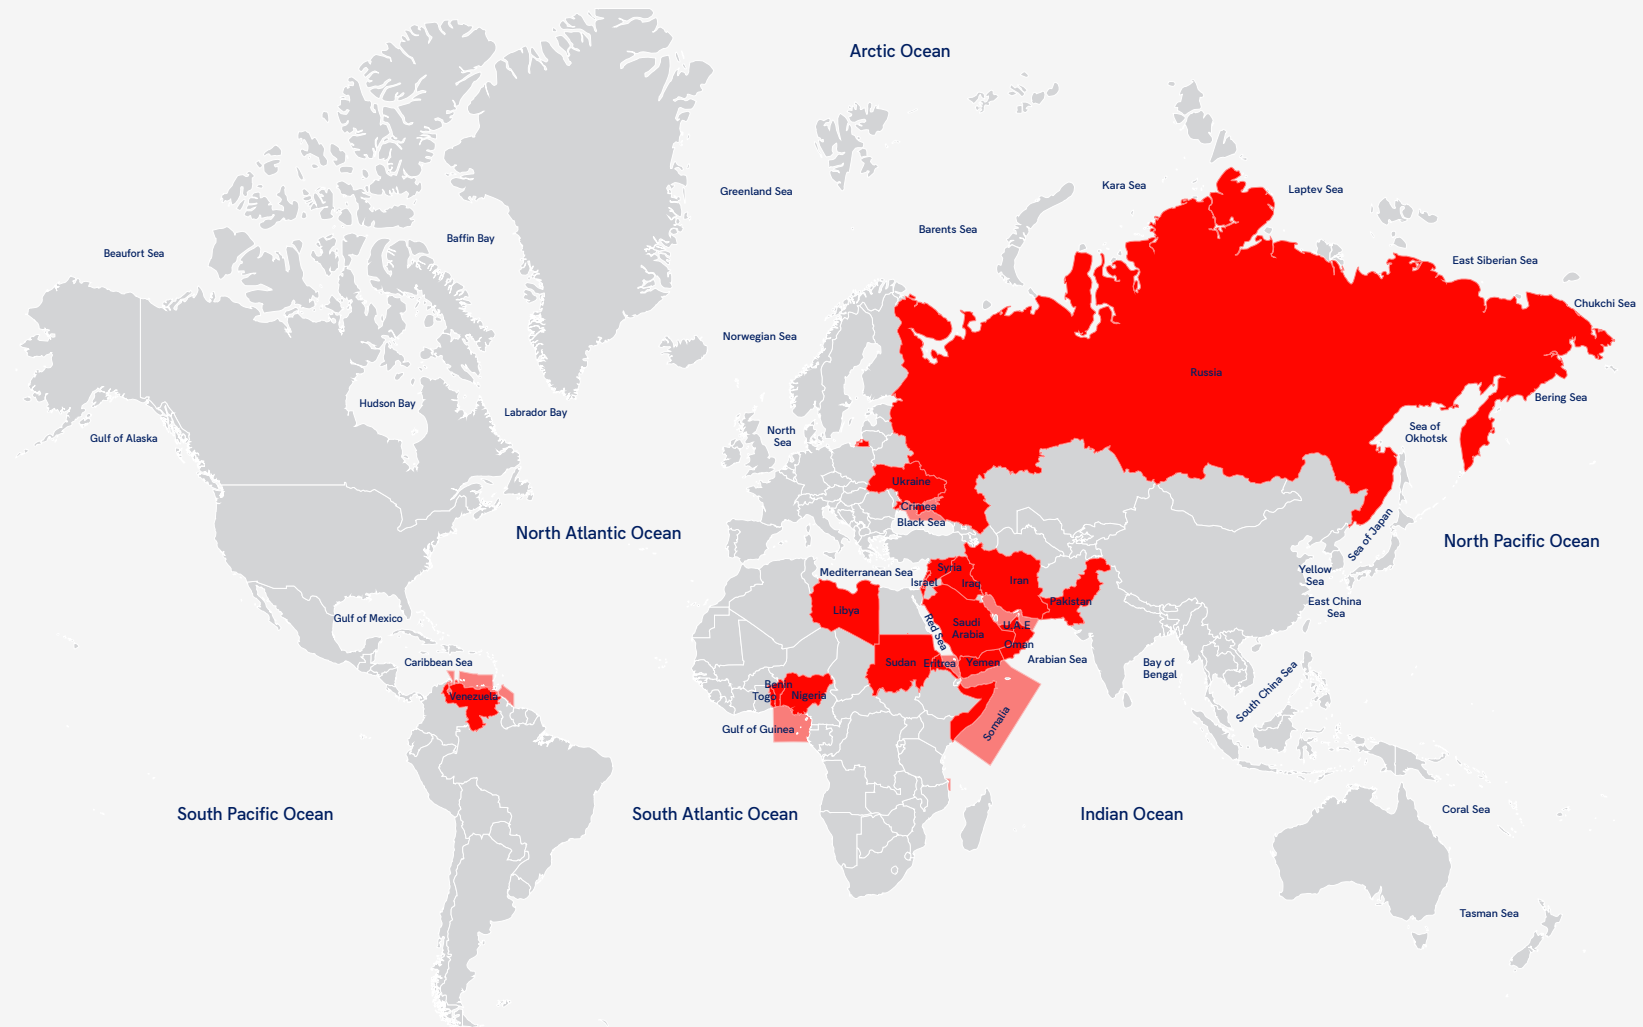 Arctic Ocean
Kara Sea
Laptev Sea
Greenland Sea
Barents Sea
Baffin Bay
Beaufort Sea
East Siberian Sea
Chukchi Sea
Norwegian Sea
Russia
Bering Sea
Hudson Bay
Labrador Bay
Gulf of Alaska
North
Sea
Sea of
Okhotsk
Ukraine
Crimea
Black Sea
North Atlantic Ocean
Sea of Japan
North Pacific Ocean
Mediterranean Sea
Syria
Israel
Iraq
Iran
Yellow
Sea
Pakistan
East China
Sea
Libya
Gulf of Mexico
Red Sea
Saudi
Arabia
U.A.E
Oman
Caribbean Sea
Sudan
Eritrea
Yemen
Arabian Sea
Bay of
Bengal
South China Sea
Benin
Togo
Nigeria
Venezuela
Somalia
Gulf of Guinea
South Pacific Ocean
South Atlantic Ocean
Indian Ocean
Coral Sea
Tasman Sea